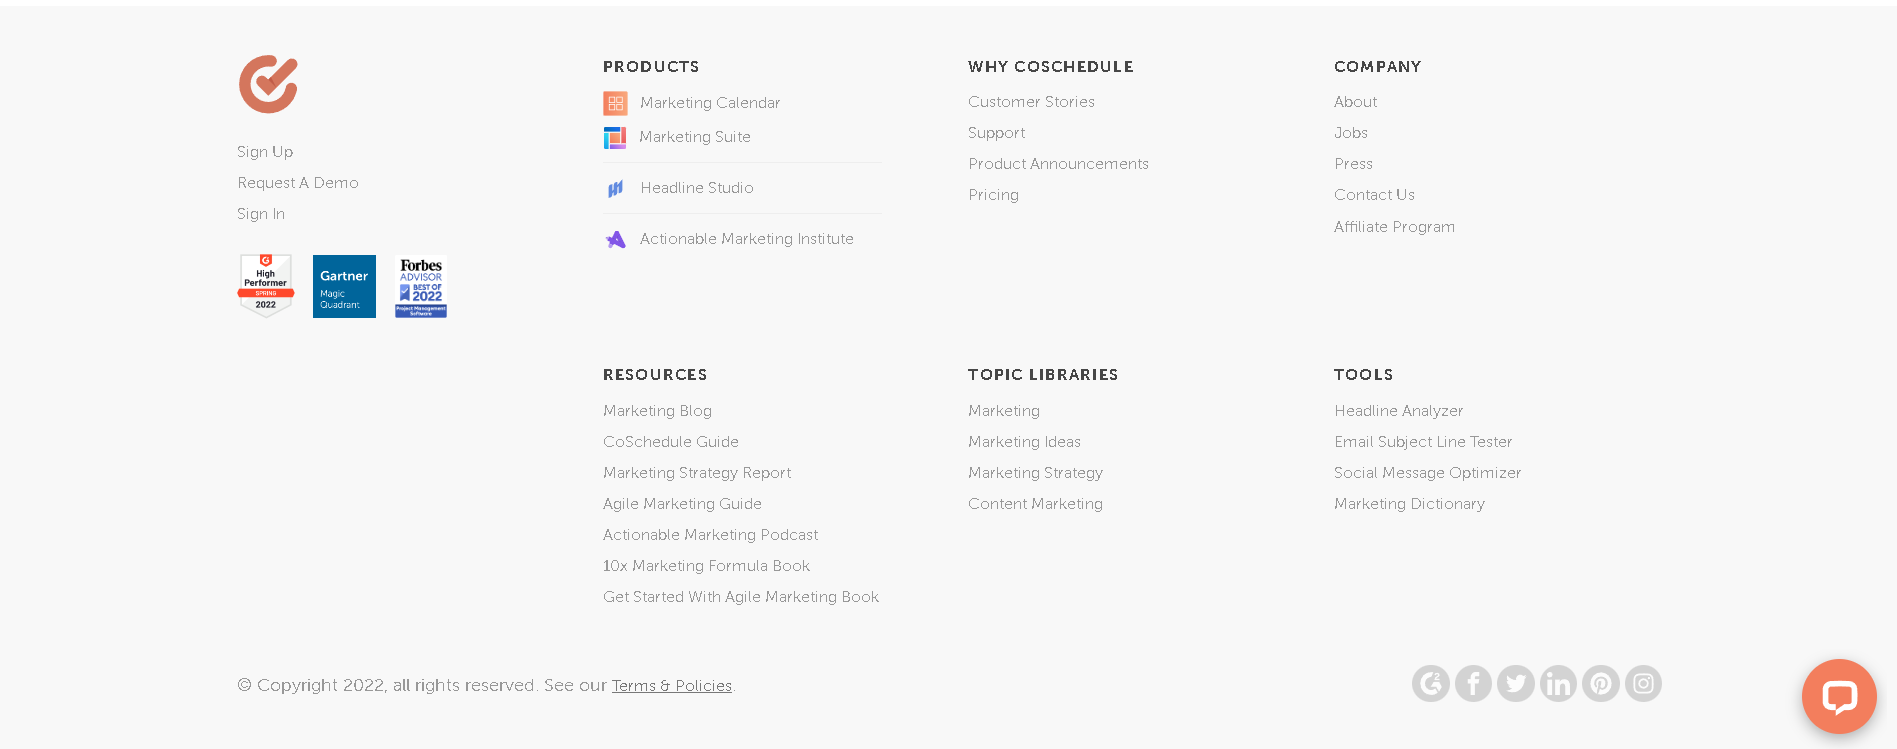 Sign Up
Request A Demo
Sign In
High
Performer
SPRING
2022
Gartner
Magic
Quadrant
Forbes
ADVISOR
BEST OF
2022
Project Management
Software
PRODUCTS
Marketing Calendar
Marketing Suite
Headline Studio
Actionable Marketing Institute
WHY COSCHEDULE
Customer Stories
Support
Product Announcements
Pricing
COMPANY
About
Jobs
Press
Contact Us
Affiliate Program
RESOURCES
Marketing Blog
CoSchedule Guide
Marketing Strategy Report
Agile Marketing Guide
Actionable Marketing Podcast
10x Marketing Formula Book
Get Started With Agile Marketing Book
TOPIC LIBRARIES
Marketing
Marketing Ideas
Marketing Strategy
Content Marketing
TOOLS
Headline Analyzer
Email Subject Line Tester
Social Message Optimizer
Marketing Dictionary
© Copyright 2022, all rights reserved. See our Terms & Policies.